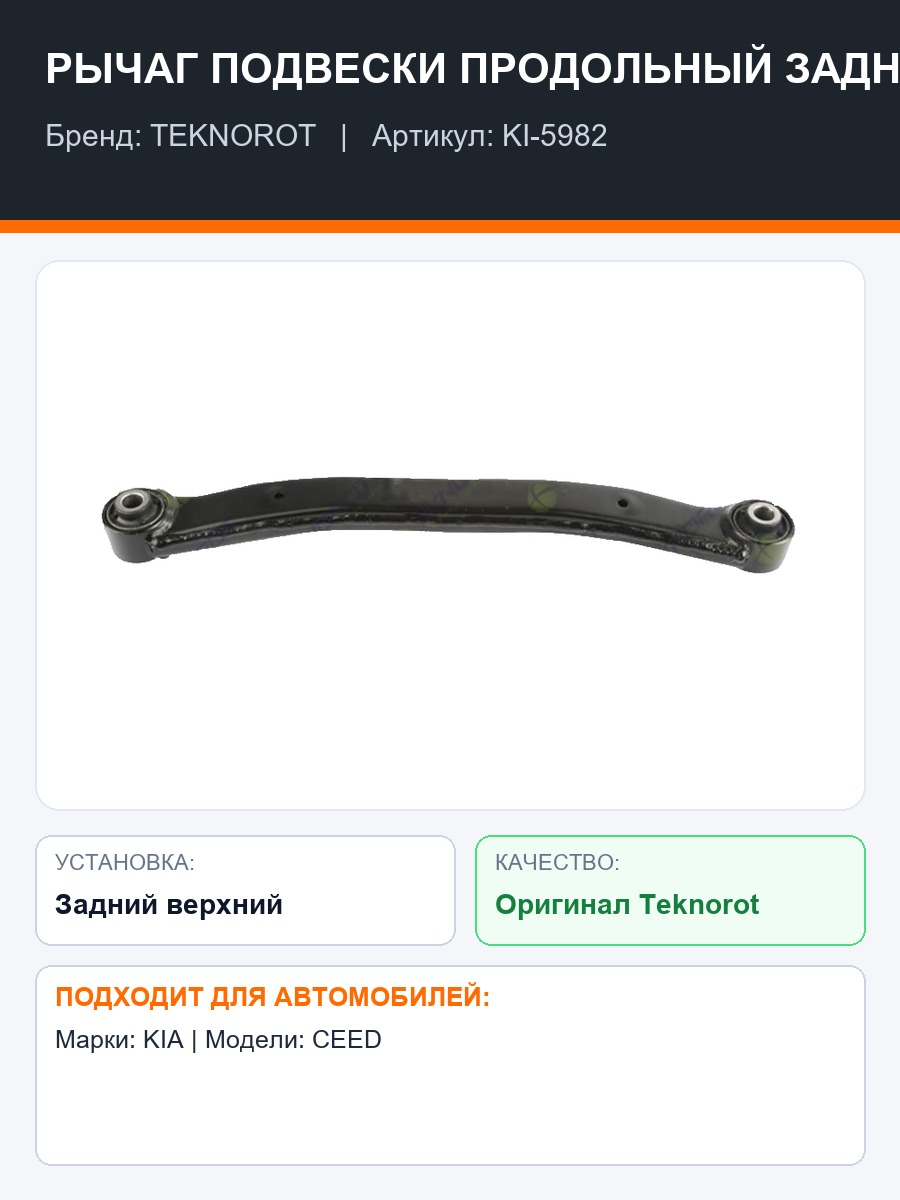 РЫЧАГ ПОДВЕСКИ ПРОДОЛЬНЫЙ ЗАДН
Бренд: TEKNOROT | Артикул: KI-5982
УСТАНОВКА:
Задний верхний
КАЧЕСТВО:
Оригинал Teknorot
ПОДХОДИТ ДЛЯ АВТОМОБИЛЕЙ:
Марки: KIA | Модели: CEED